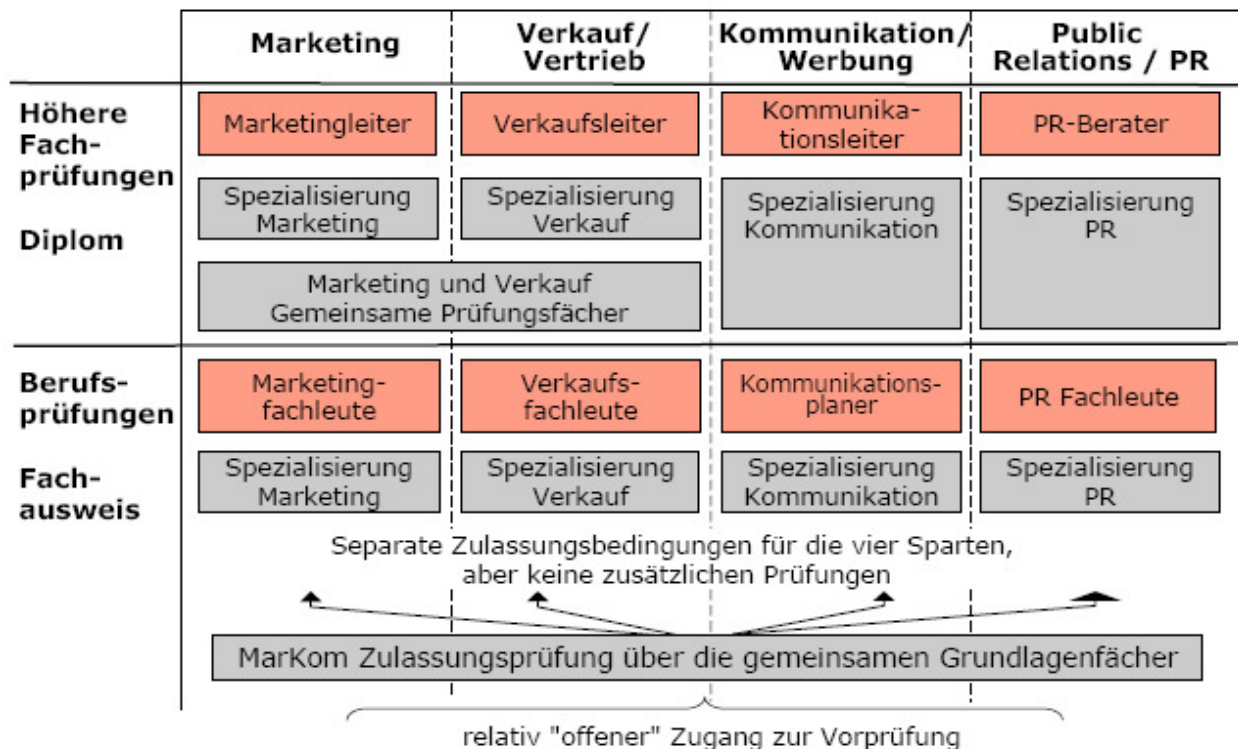 Marketing
Verkauf/
Vertrieb
Kommunikation/
Werbung
Public
Relations / PR
Höhere
Fach-
prüfungen
Diplom
Marketingleiter
Verkaufsleiter
Kommunika-
tionsleiter
PR-Berater
Spezialisierung
Marketing
Spezialisierung
Verkauf
Spezialisierung
Kommunikation
Spezialisierung
PR
Marketing und Verkauf
Gemeinsame Prüfungsfächer
Berufs-
prüfungen
Fach-
ausweis
Marketing-
fachleute
Verkaufs-
fachleute
Kommunikations-
planer
PR Fachleute
Spezialisierung
Marketing
Spezialisierung
Verkauf
Spezialisierung
Kommunikation
Spezialisierung
PR
Separate Zulassungsbedingungen für die vier Sparten,
aber keine zusätzlichen Prüfungen
MarKom Zulassungsprüfung über die gemeinsamen Grundlagenfächer
relativ "offener" Zugang zur Vorprüfung